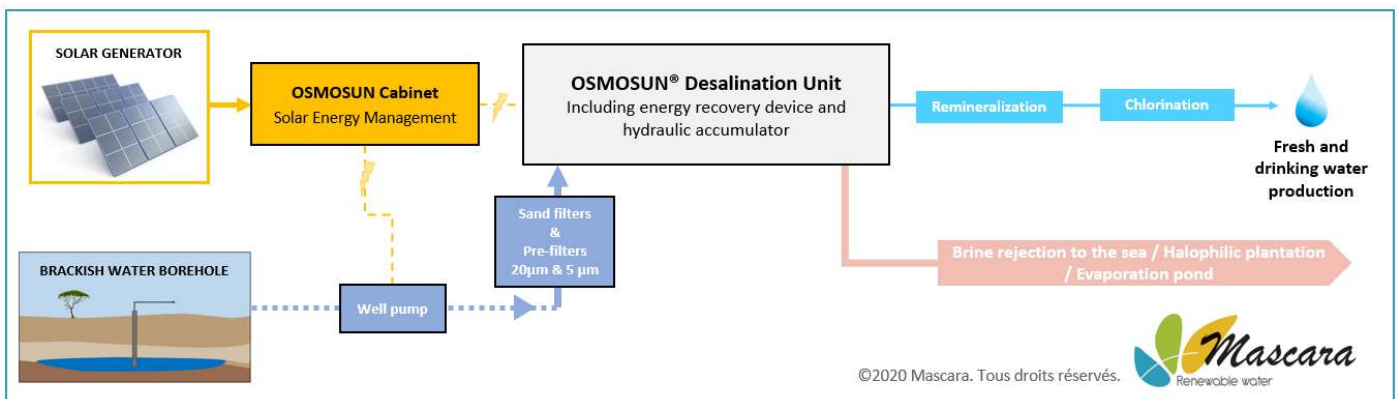 SOLAR GENERATOR
OSMOSUN Cabinet
Solar Energy Management
OSMOSUN® Desalination Unit
Including energy recovery device and
hydraulic accumulator
Remineralization
Chlorination
Fresh and
drinking water
production
Sand filters
&
Pre-filters
20µm & 5 µm
BRACKISH WATER BOREHOLE
Well pump
Brine rejection to the sea / Halophilic plantation
/ Evaporation pond
©2020 Mascara. Tous droits réservés.
Mascara
Renewable water